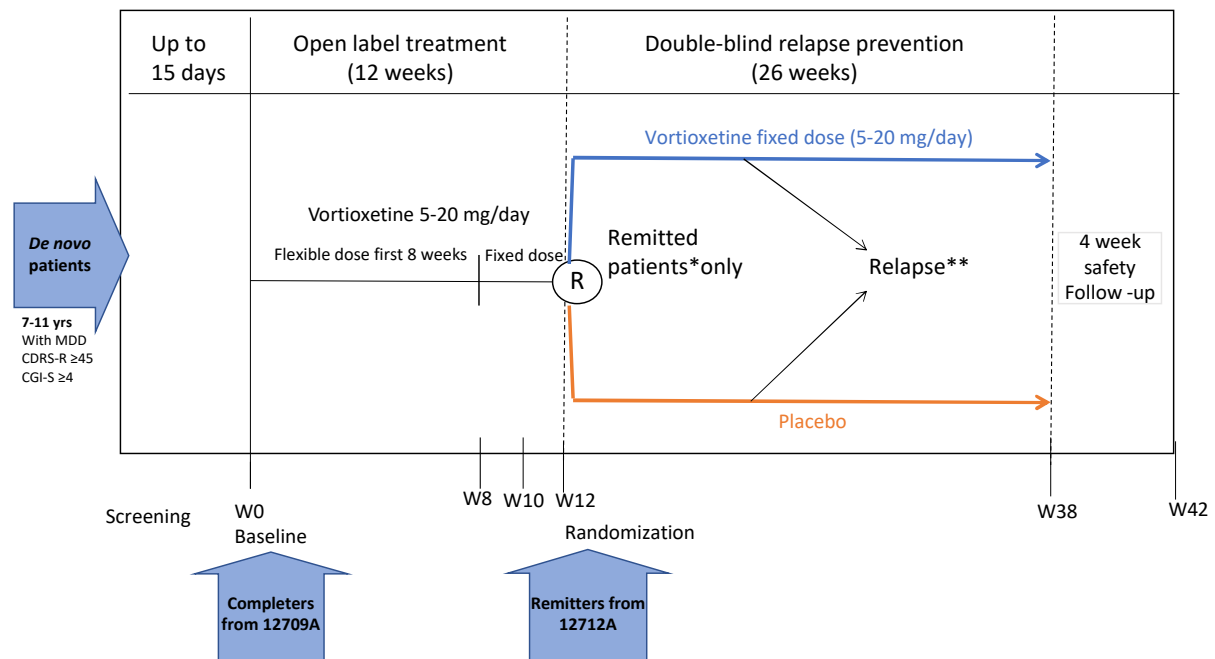 Up to
15 days
Open label treatment
(12 weeks)
Double-blind relapse prevention
(26 weeks)
Vortioxetine fixed dose (5-20 mg/day)
De novo
patients
7-11 yrs
With MDD
CDRS-R ≥45
CGI-S ≥4
Vortioxetine 5-20 mg/day
Flexible dose first 8 weeks
Fixed dose
R
Remitted
patients*only
Relapse**
4 week
safety
Follow -up
Placebo
Screening
W0
Baseline
W8
W10
W12
Randomization
W38
W42
Completers
from 12709A
Remitters from
12712A